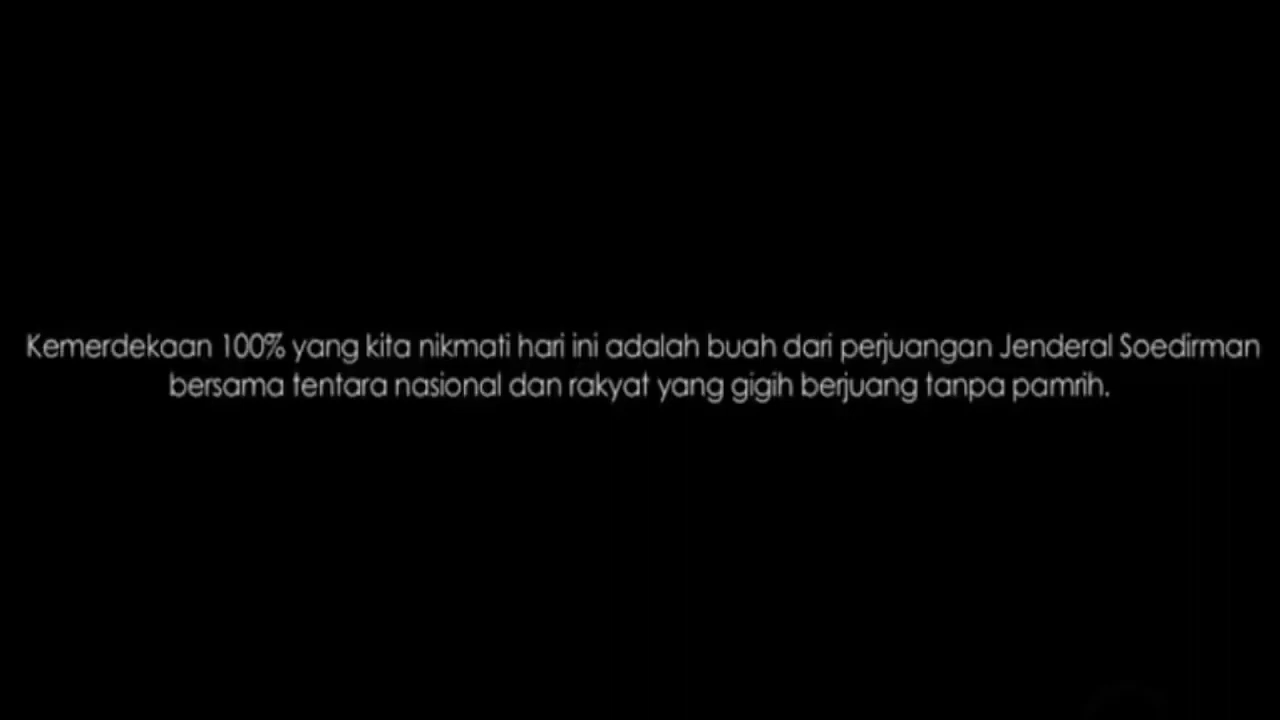 Kemerdekaan 100% yang kita nikmati hari ini adalah buah dari perjuangan Jenderal Soedirman
bersama tentara nasional dan rakyat yang gigih berjuang tanpa pamrih.